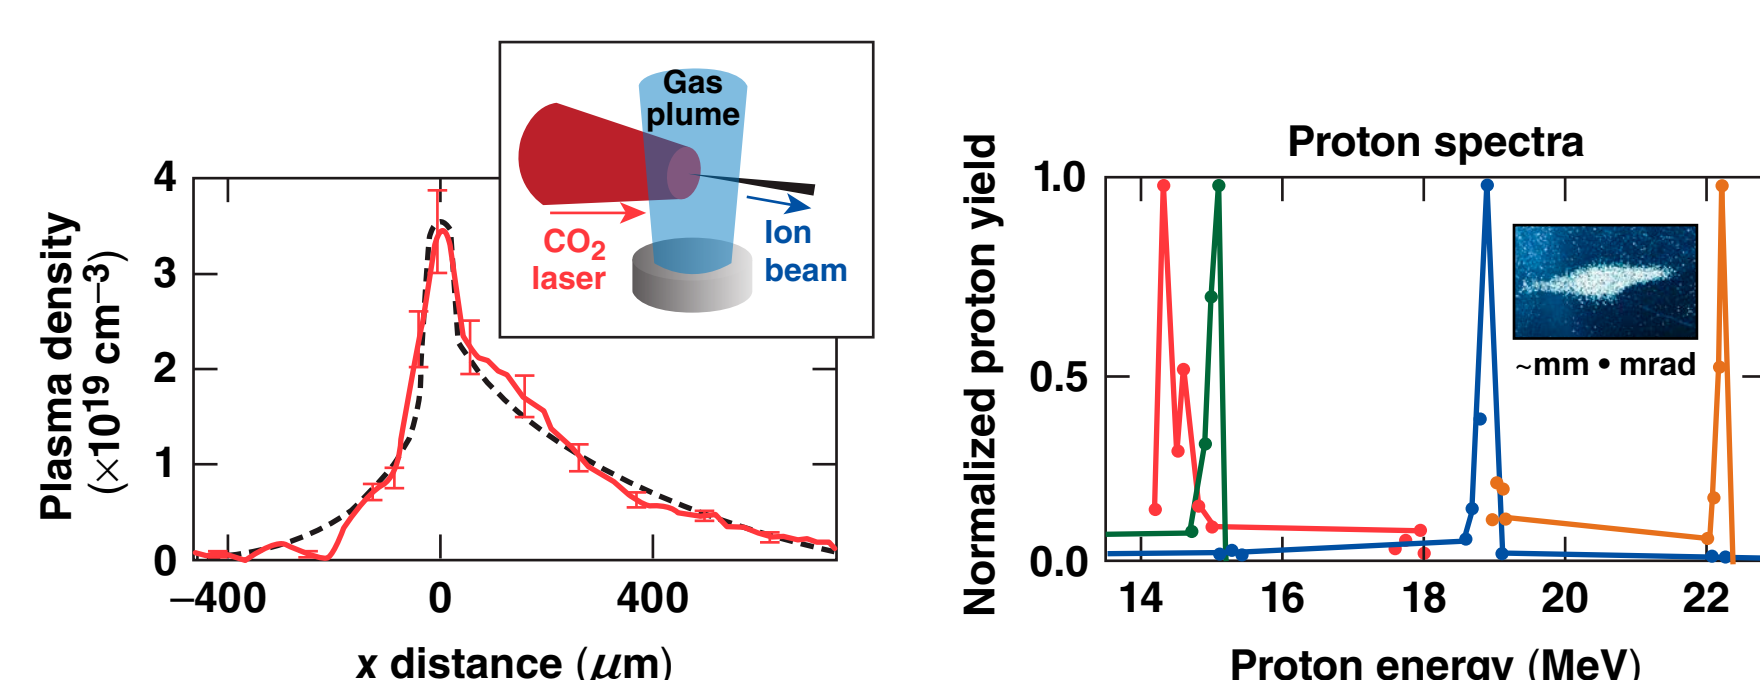 Plasma density
(×10¹⁹ cm⁻³)
4
3
2
1
0
–400
0
400
x distance (μm)
Gas
plume
CO₂
laser
Ion
beam
Proton spectra
Normalized proton yield
1.0
0.5
0.0
14
16
18
20
22
Proton energy (MeV)
~mm • mrad